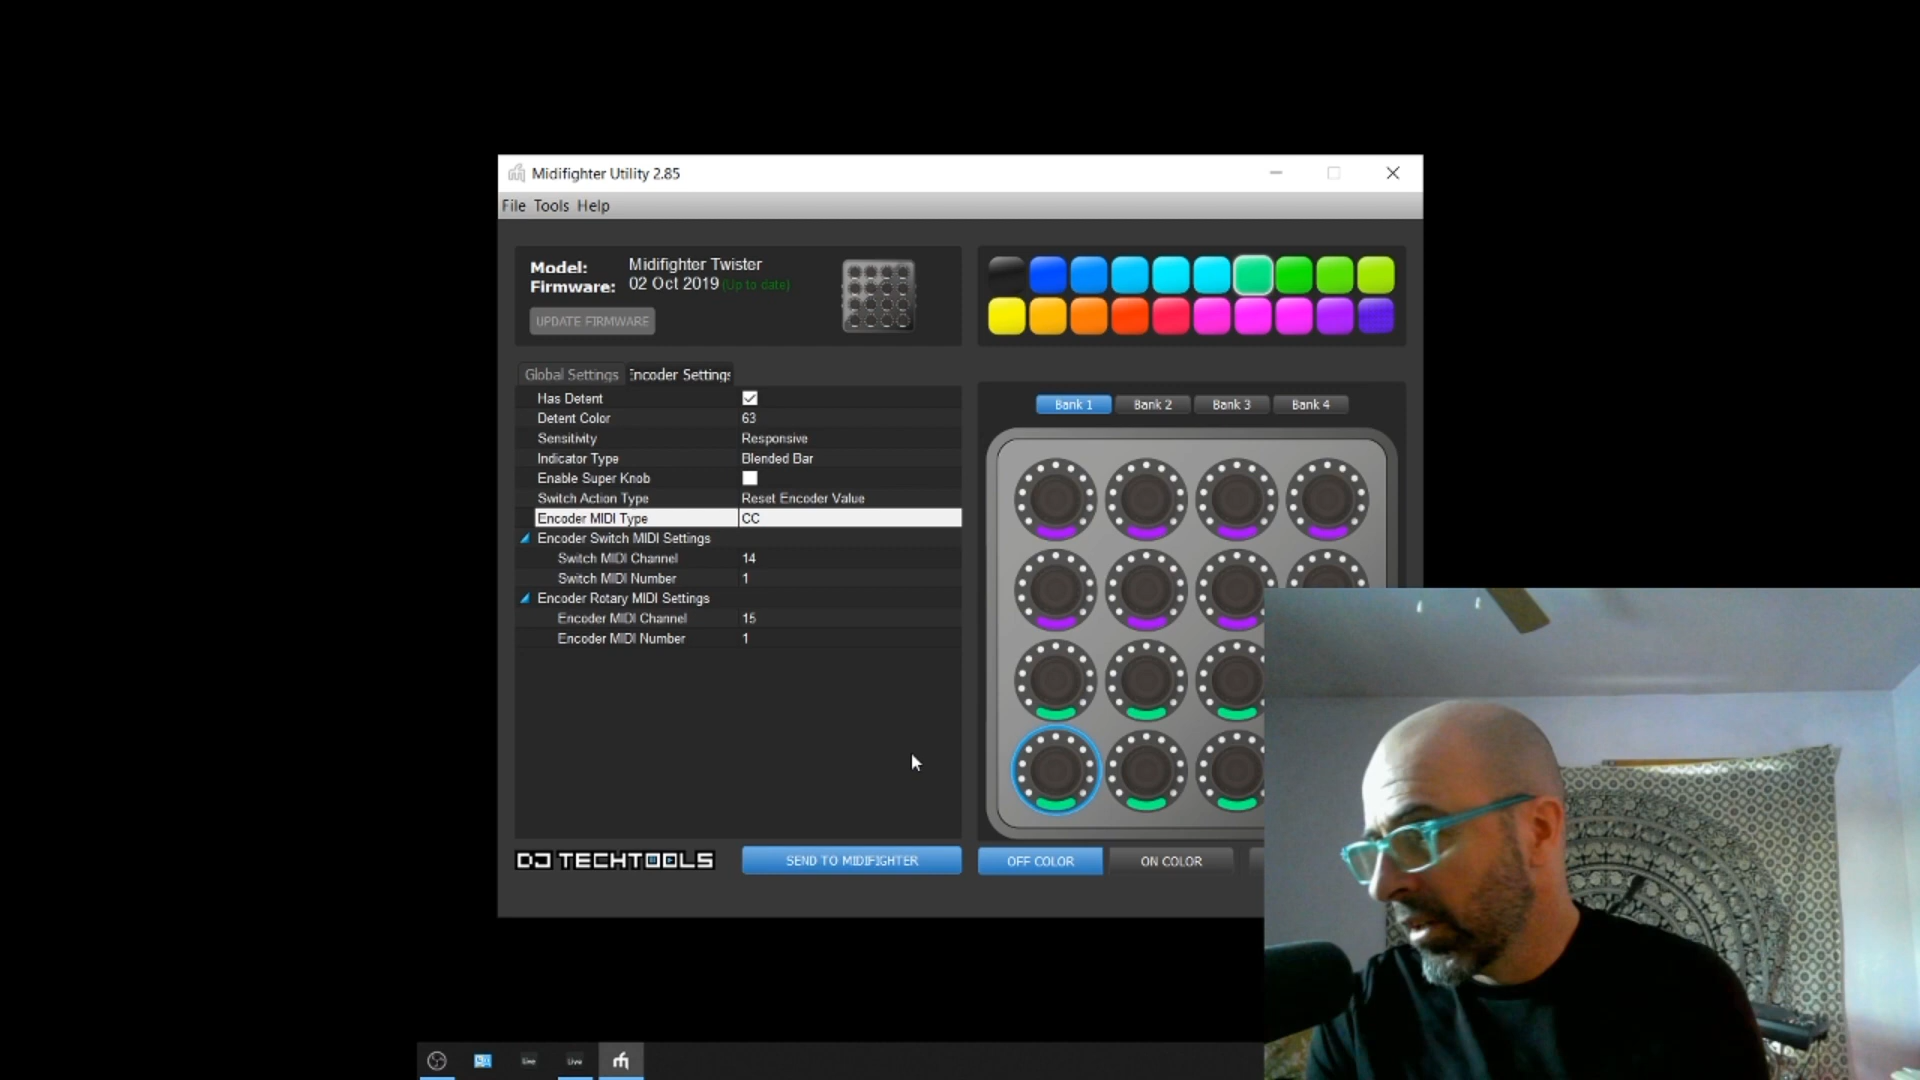 Midifighter Utility 2.85
File Tools Help
Model: Midifighter Twister
Firmware: 02 Oct 2019 (Up to date)
UPDATE FIRMWARE
Global Settings Encoder Settings
Has Detent
Detent Color 63
Sensitivity Responsive
Indicator Type Blended Bar
Enable Super Knob
Switch Action Type Reset Encoder Value
Encoder MIDI Type CC
Encoder Switch MIDI Settings
Switch MIDI Channel 14
Switch MIDI Number 1
Encoder Rotary MIDI Settings
Encoder MIDI Channel 15
Encoder MIDI Number 1
Bank 1 Bank 2 Bank 3 Bank 4
DJ TECHTOOLS
SEND TO MIDIFIGHTER
OFF COLOR ON COLOR
Live Live